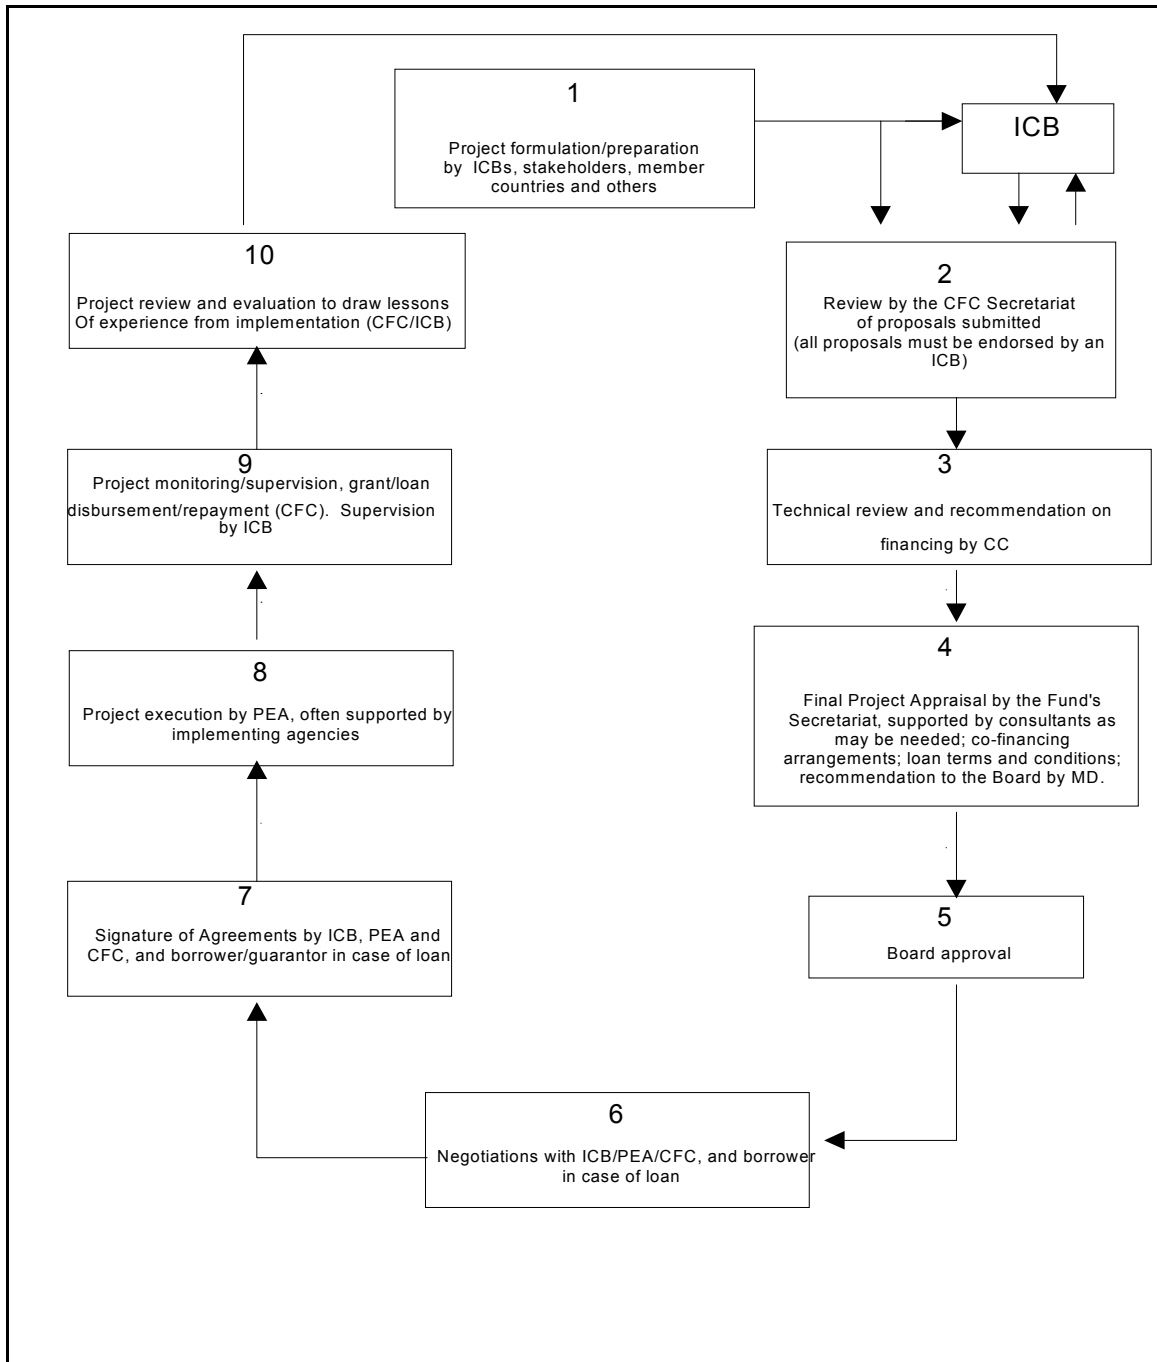 1
Project formulation/preparation
by ICBs, stakeholders, member
countries and others
ICB
2
Review by the CFC Secretariat
of proposals submitted
(all proposals must be endorsed by an
ICB)
3
Technical review and recommendation on
financing by CC
4
Final Project Appraisal by the Fund's
Secretariat, supported by consultants as
may be needed; co-financing
arrangements; loan terms and conditions;
recommendation to the Board by MD.
5
Board approval
6
Negotiations with ICB/PEA/CFC, and borrower
in case of loan
7
Signature of Agreements by ICB, PEA and
CFC, and borrower/guarantor in case of loan
8
Project execution by PEA, often supported by
implementing agencies
9
Project monitoring/supervision, grant/loan
disbursement/repayment (CFC). Supervision
by ICB
10
Project review and evaluation to draw lessons
Of experience from implementation (CFC/ICB)